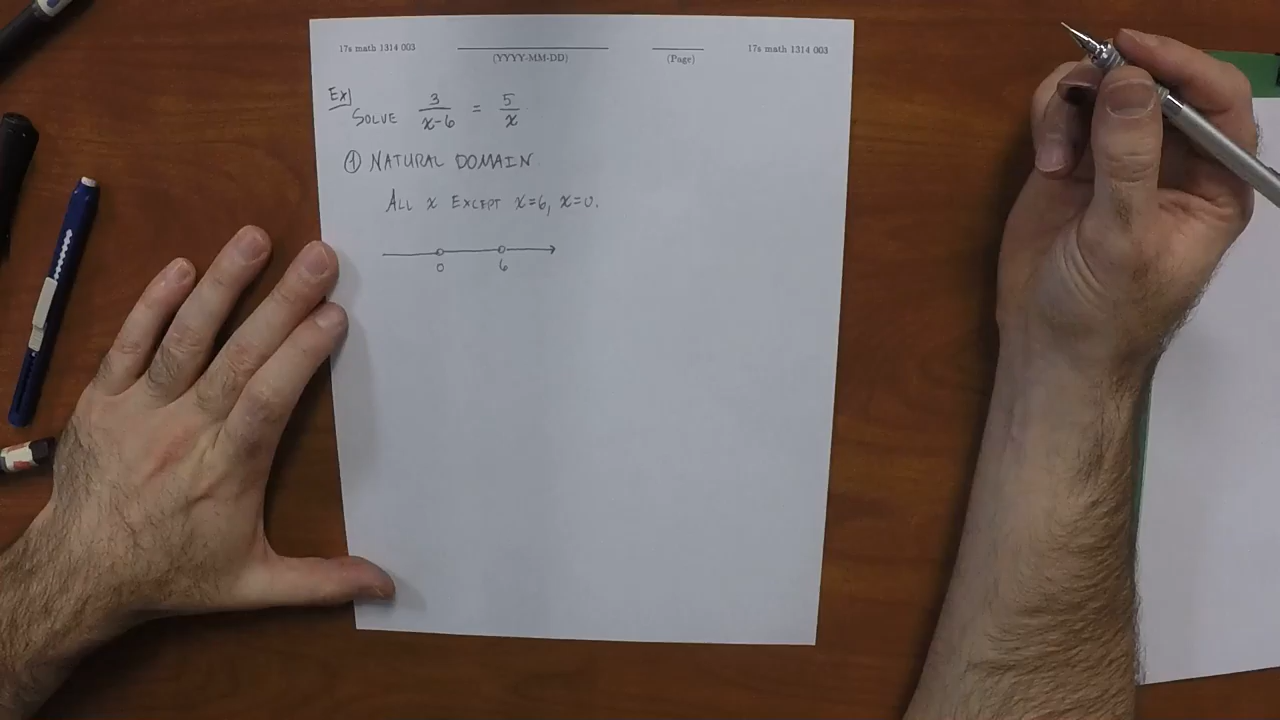 17s math 1314 003 (YYYY-MM-DD) (Page) 17s math 1314 003
Ex|
SOLVE 3/(x-6) = 5/x
① NATURAL DOMAIN
ALL x EXCEPT x=6, x=0.
0 6